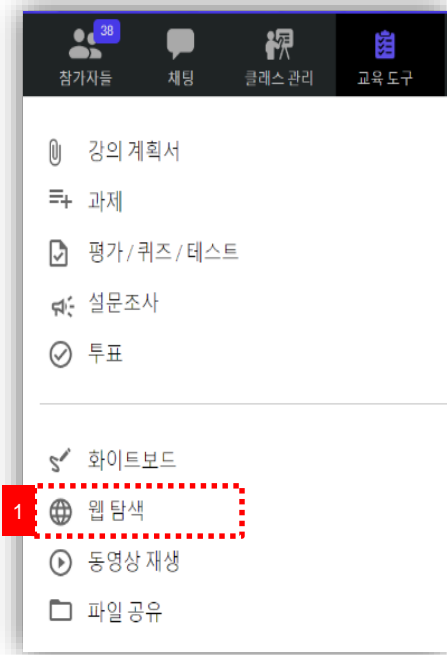 38
참가자들
채팅
클래스 관리
교육 도구
강의 계획서
과제
평가 / 퀴즈 / 테스트
설문조사
투표
화이트보드
1
웹 탐색
동영상 재생
파일 공유